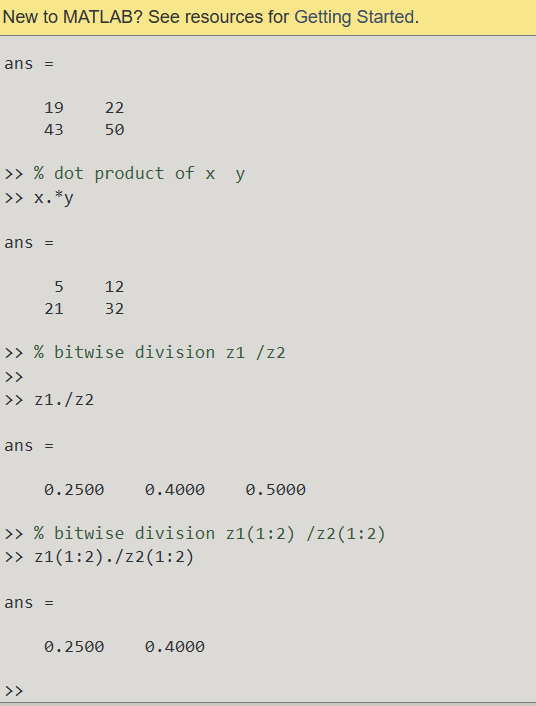 New to MATLAB? See resources for Getting Started.
ans =
19 22
43 50
>> % dot product of x  y
>> x.*y
ans =
5 12
21 32
>> % bitwise division z1 /z2
>>
>> z1./z2
ans =
0.2500 0.4000 0.5000
>> % bitwise division z1(1:2) /z2(1:2)
>> z1(1:2)./z2(1:2)
ans =
0.2500 0.4000
>>